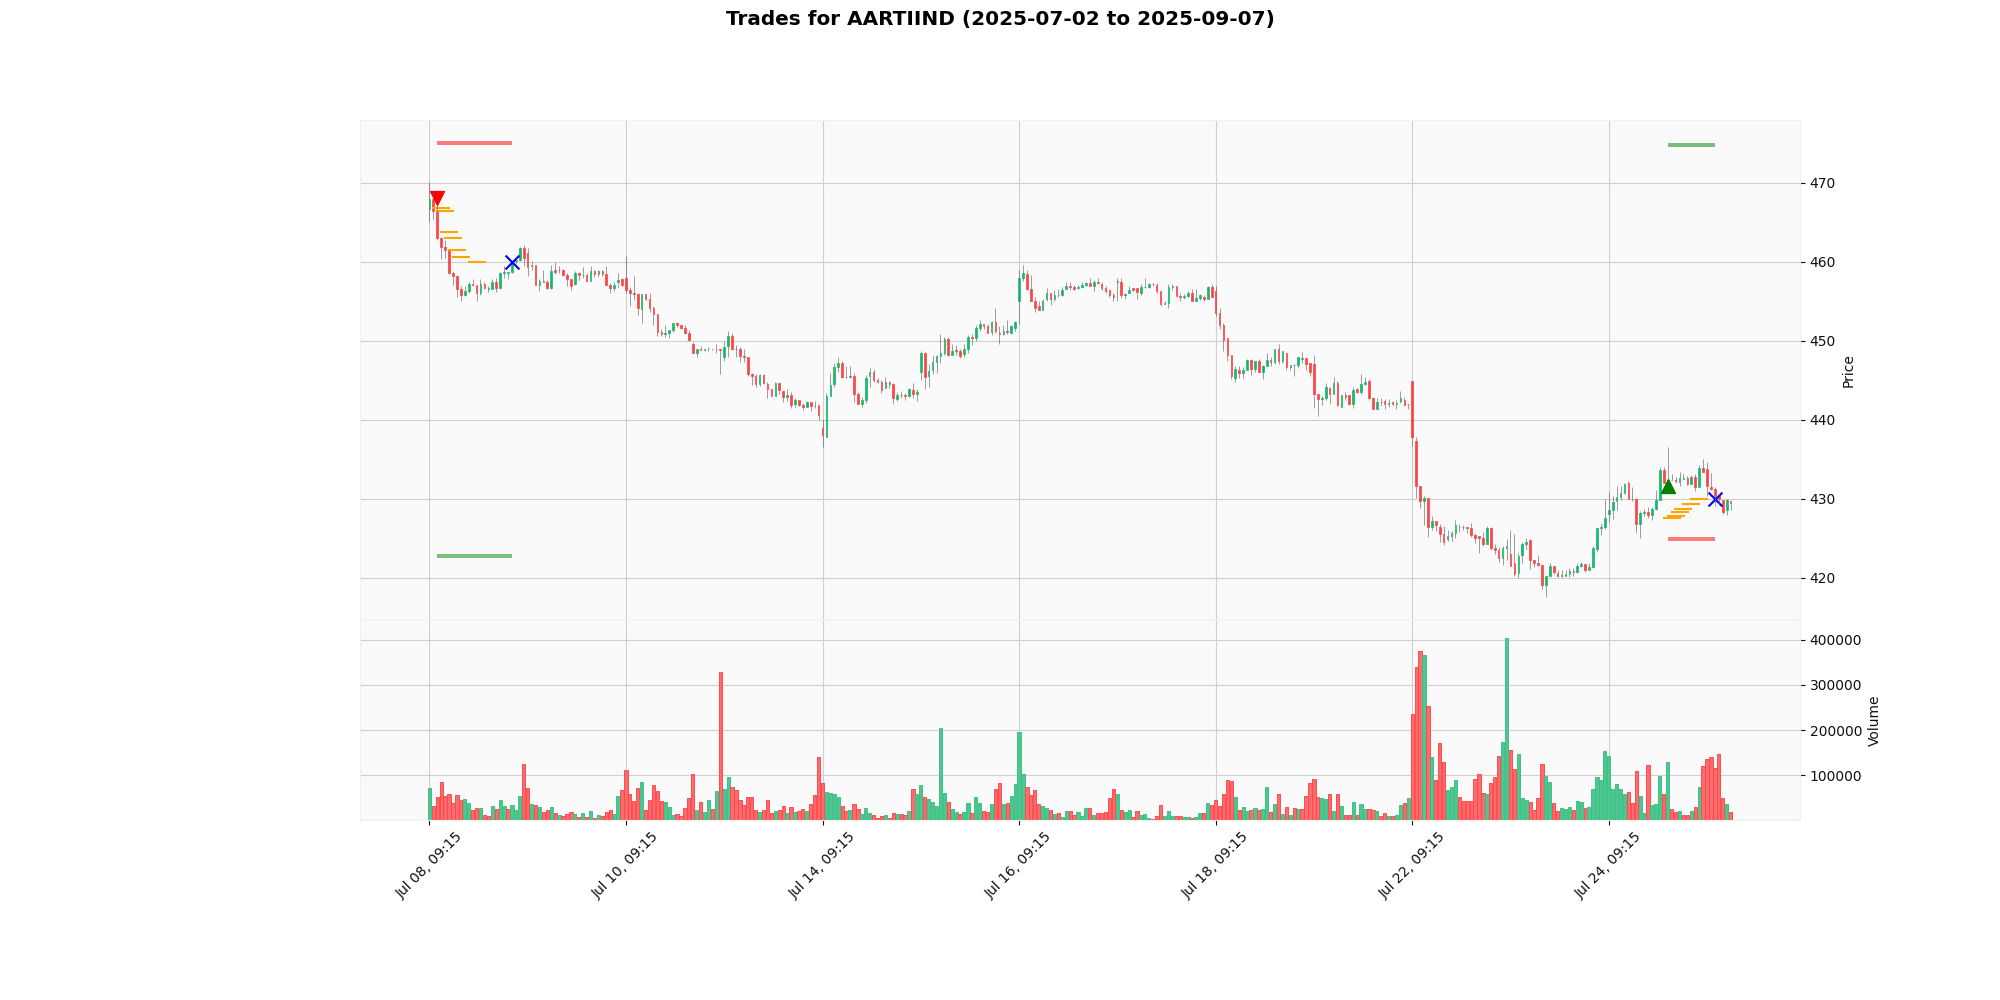 Trades for AARTIIND (2025-07-02 to 2025-09-07)
470
460
450
440
430
420
Price
400000
300000
200000
100000
Volume
Jul 08, 09:15
Jul 10, 09:15
Jul 14, 09:15
Jul 16, 09:15
Jul 18, 09:15
Jul 22, 09:15
Jul 24, 09:15